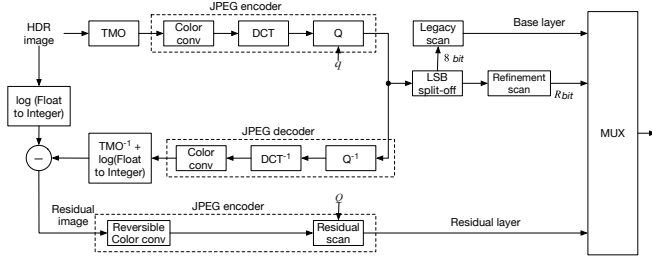 JPEG encoder
HDR
image
TMO
Color
conv
DCT
Q
q
Legacy
scan
Base layer
8 bit
LSB
split-off
Refinement
scan
R bit
log (Float
to Integer)
MUX
JPEG decoder
TMO-1 +
log(Float
to Integer)
Color
conv
DCT-1
Q-1
−
Residual
image
JPEG encoder
Q
Reversible
Color conv
Residual
scan
Residual layer